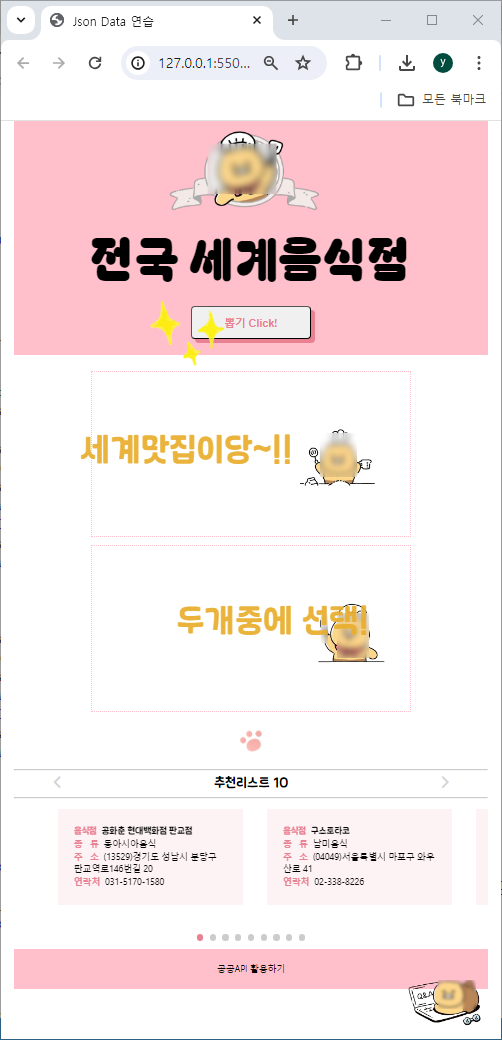 Json Data 연습
127.0.0.1:550...
y
모든 북마크
전국 세계음식점
뽑기 Click!
세계맛집이당~!!
두개중에 선택!
추천리스트 10
음식점 공화춘 현대백화점 판교점
종 류 동아시아음식
주 소 (13529)경기도 성남시 분당구
판교역로146번길 20
연락처 031-5170-1580
음식점 구스토타코
종 류 남미음식
주 소 (04049)서울특별시 마포구 와우
산로 41
연락처 02-338-8226
공공API 활용하기
Q&A